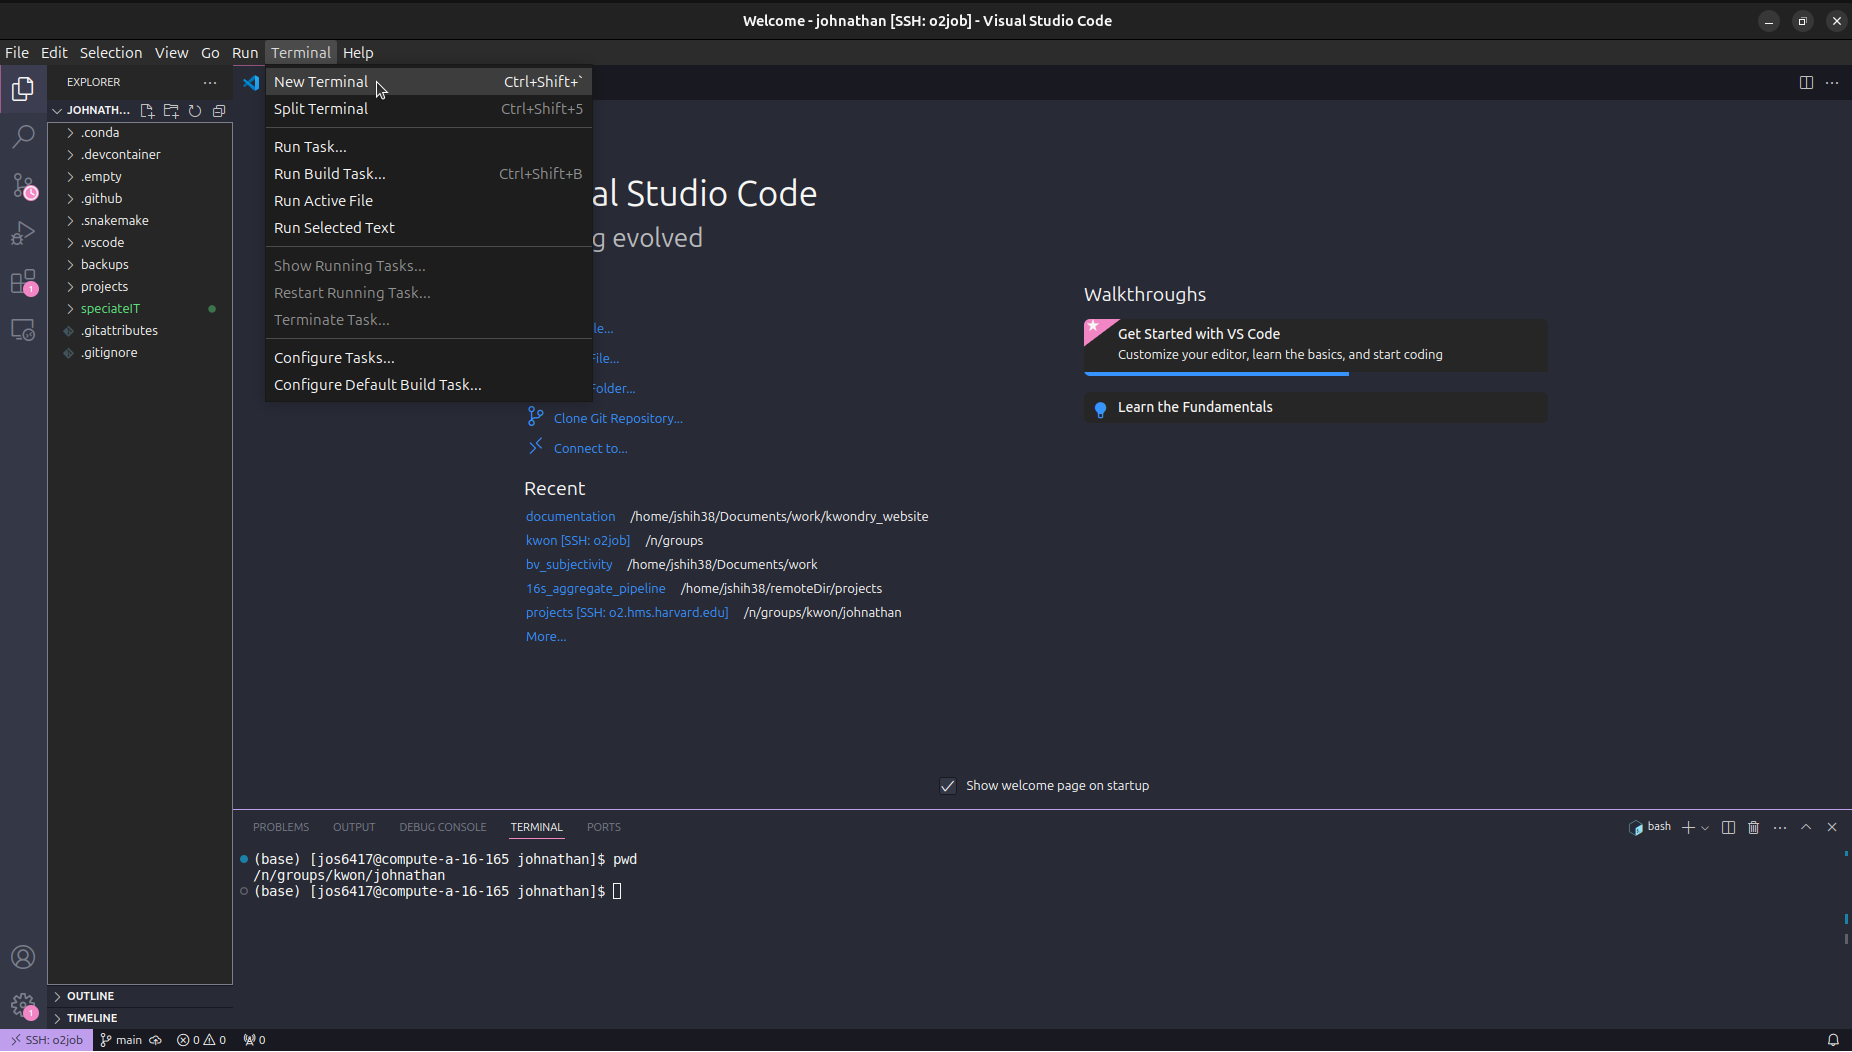 Welcome - johnathan [SSH: o2job] - Visual Studio Code
File Edit Selection View Go Run Terminal Help
EXPLORER
JOHNATH...
.conda
.devcontainer
.empty
.github
.snakemake
.vscode
backups
projects
speciateIT
.gitattributes
.gitignore
OUTLINE
TIMELINE
New Terminal Ctrl+Shift+`
Split Terminal Ctrl+Shift+5
Run Task...
Run Build Task... Ctrl+Shift+B
Run Active File
Run Selected Text
Show Running Tasks...
Restart Running Task...
Terminate Task...
Configure Tasks...
Configure Default Build Task...
al Studio Code
g evolved
le...
File...
Folder...
Clone Git Repository...
Connect to...
Recent
documentation /home/jshih38/Documents/work/kwondry_website
kwon [SSH: o2job] /n/groups
bv_subjectivity /home/jshih38/Documents/work
16s_aggregate_pipeline /home/jshih38/remoteDir/projects
projects [SSH: o2.hms.harvard.edu] /n/groups/kwon/johnathan
More...
Walkthroughs
Get Started with VS Code
Customize your editor, learn the basics, and start coding
Learn the Fundamentals
Show welcome page on startup
PROBLEMS OUTPUT DEBUG CONSOLE TERMINAL PORTS
bash
(base) [jos6417@compute-a-16-165 johnathan]$ pwd
/n/groups/kwon/johnathan
(base) [jos6417@compute-a-16-165 johnathan]$
1
1
SSH: o2job main 0 0 0